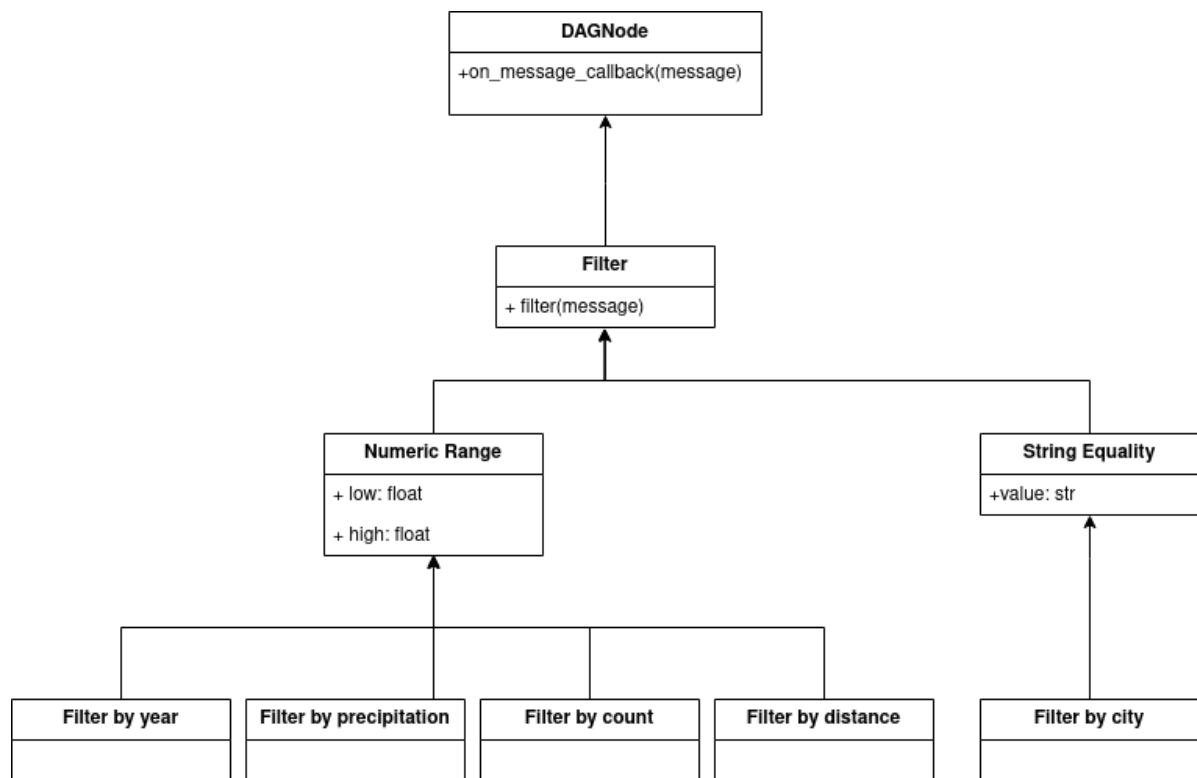 DAGNode
+on_message_callback(message)
Filter
+ filter(message)
Numeric Range
+ low: float
+ high: float
String Equality
+value: str
Filter by year
Filter by precipitation
Filter by count
Filter by distance
Filter by city